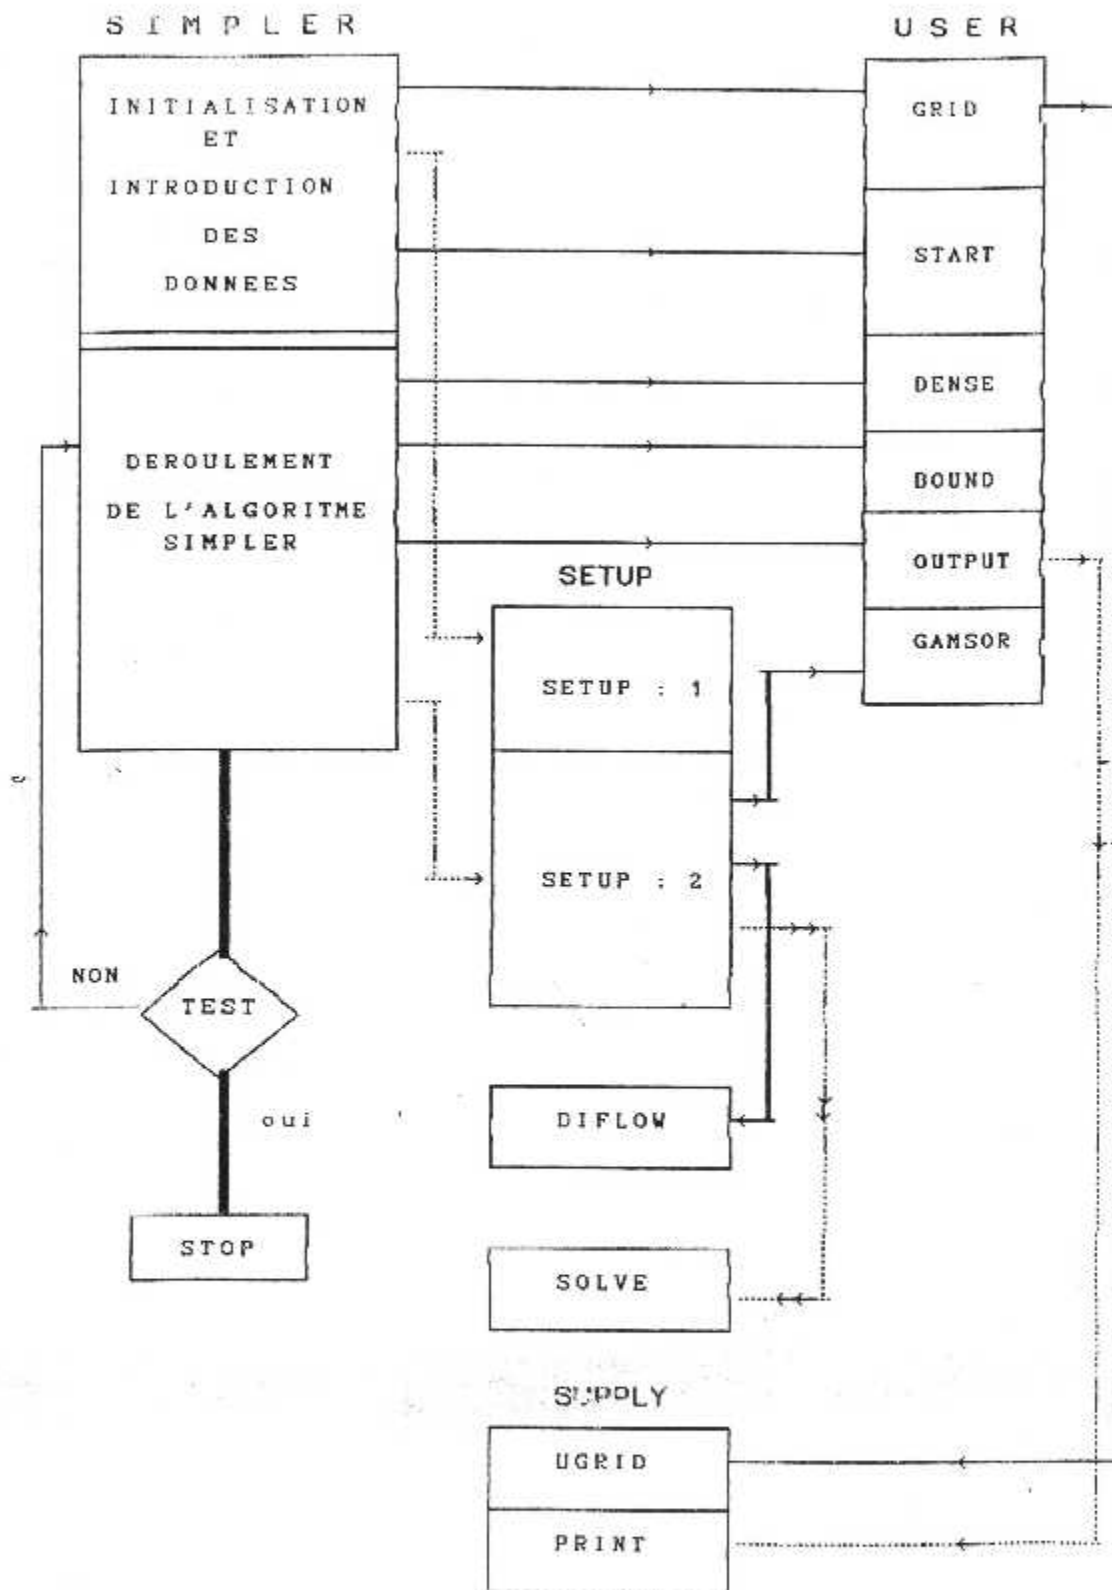 SIMPLER
USER
INITIALISATION
ET
INTRODUCTION
DES
DONNEES
GRID
START
DENSE
BOUND
OUTPUT
GAMSOR
DEROULEMENT
DE L'ALGORITME
SIMPLER
SETUP
SETUP : 1
SETUP : 2
NON
TEST
oui
STOP
DIFLOW
SOLVE
SUPPLY
UGRID
PRINT